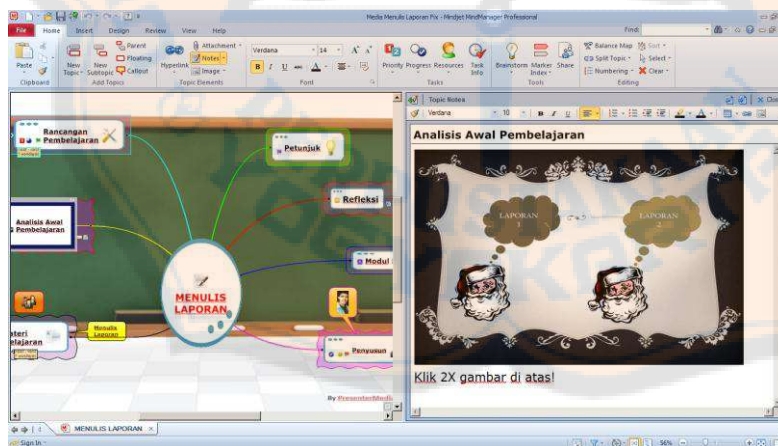 Media Menulis Laporan Fix - Mindjet MindManager Professional
File Home Insert Design Review View Help
Find:
Paste
New Topic
New Subtopic
Parent
Floating
Callout
Hyperlink
Attachment
Notes
Image
Verdana 14
B I U
Priority Progress Resources Task Info
Brainstorm Marker Index Share
Balance Map Sort
Split Topic Select
Numbering Clear
Clipboard Add Topics Topic Elements Font Tasks Tools Editing
Rancangan Pembelajaran
Petunjuk
Refleksi
Analisis Awal Pembelajaran
Modul
MENULIS LAPORAN
Menulis Laporan
Penyusun
By PresenterMedia
Topic Notes
Verdana 10
B I U
Analisis Awal Pembelajaran
LAPORAN 1
LAPORAN 2
Klik 2X gambar di atas!
MENULIS LAPORAN
Sign In
56%